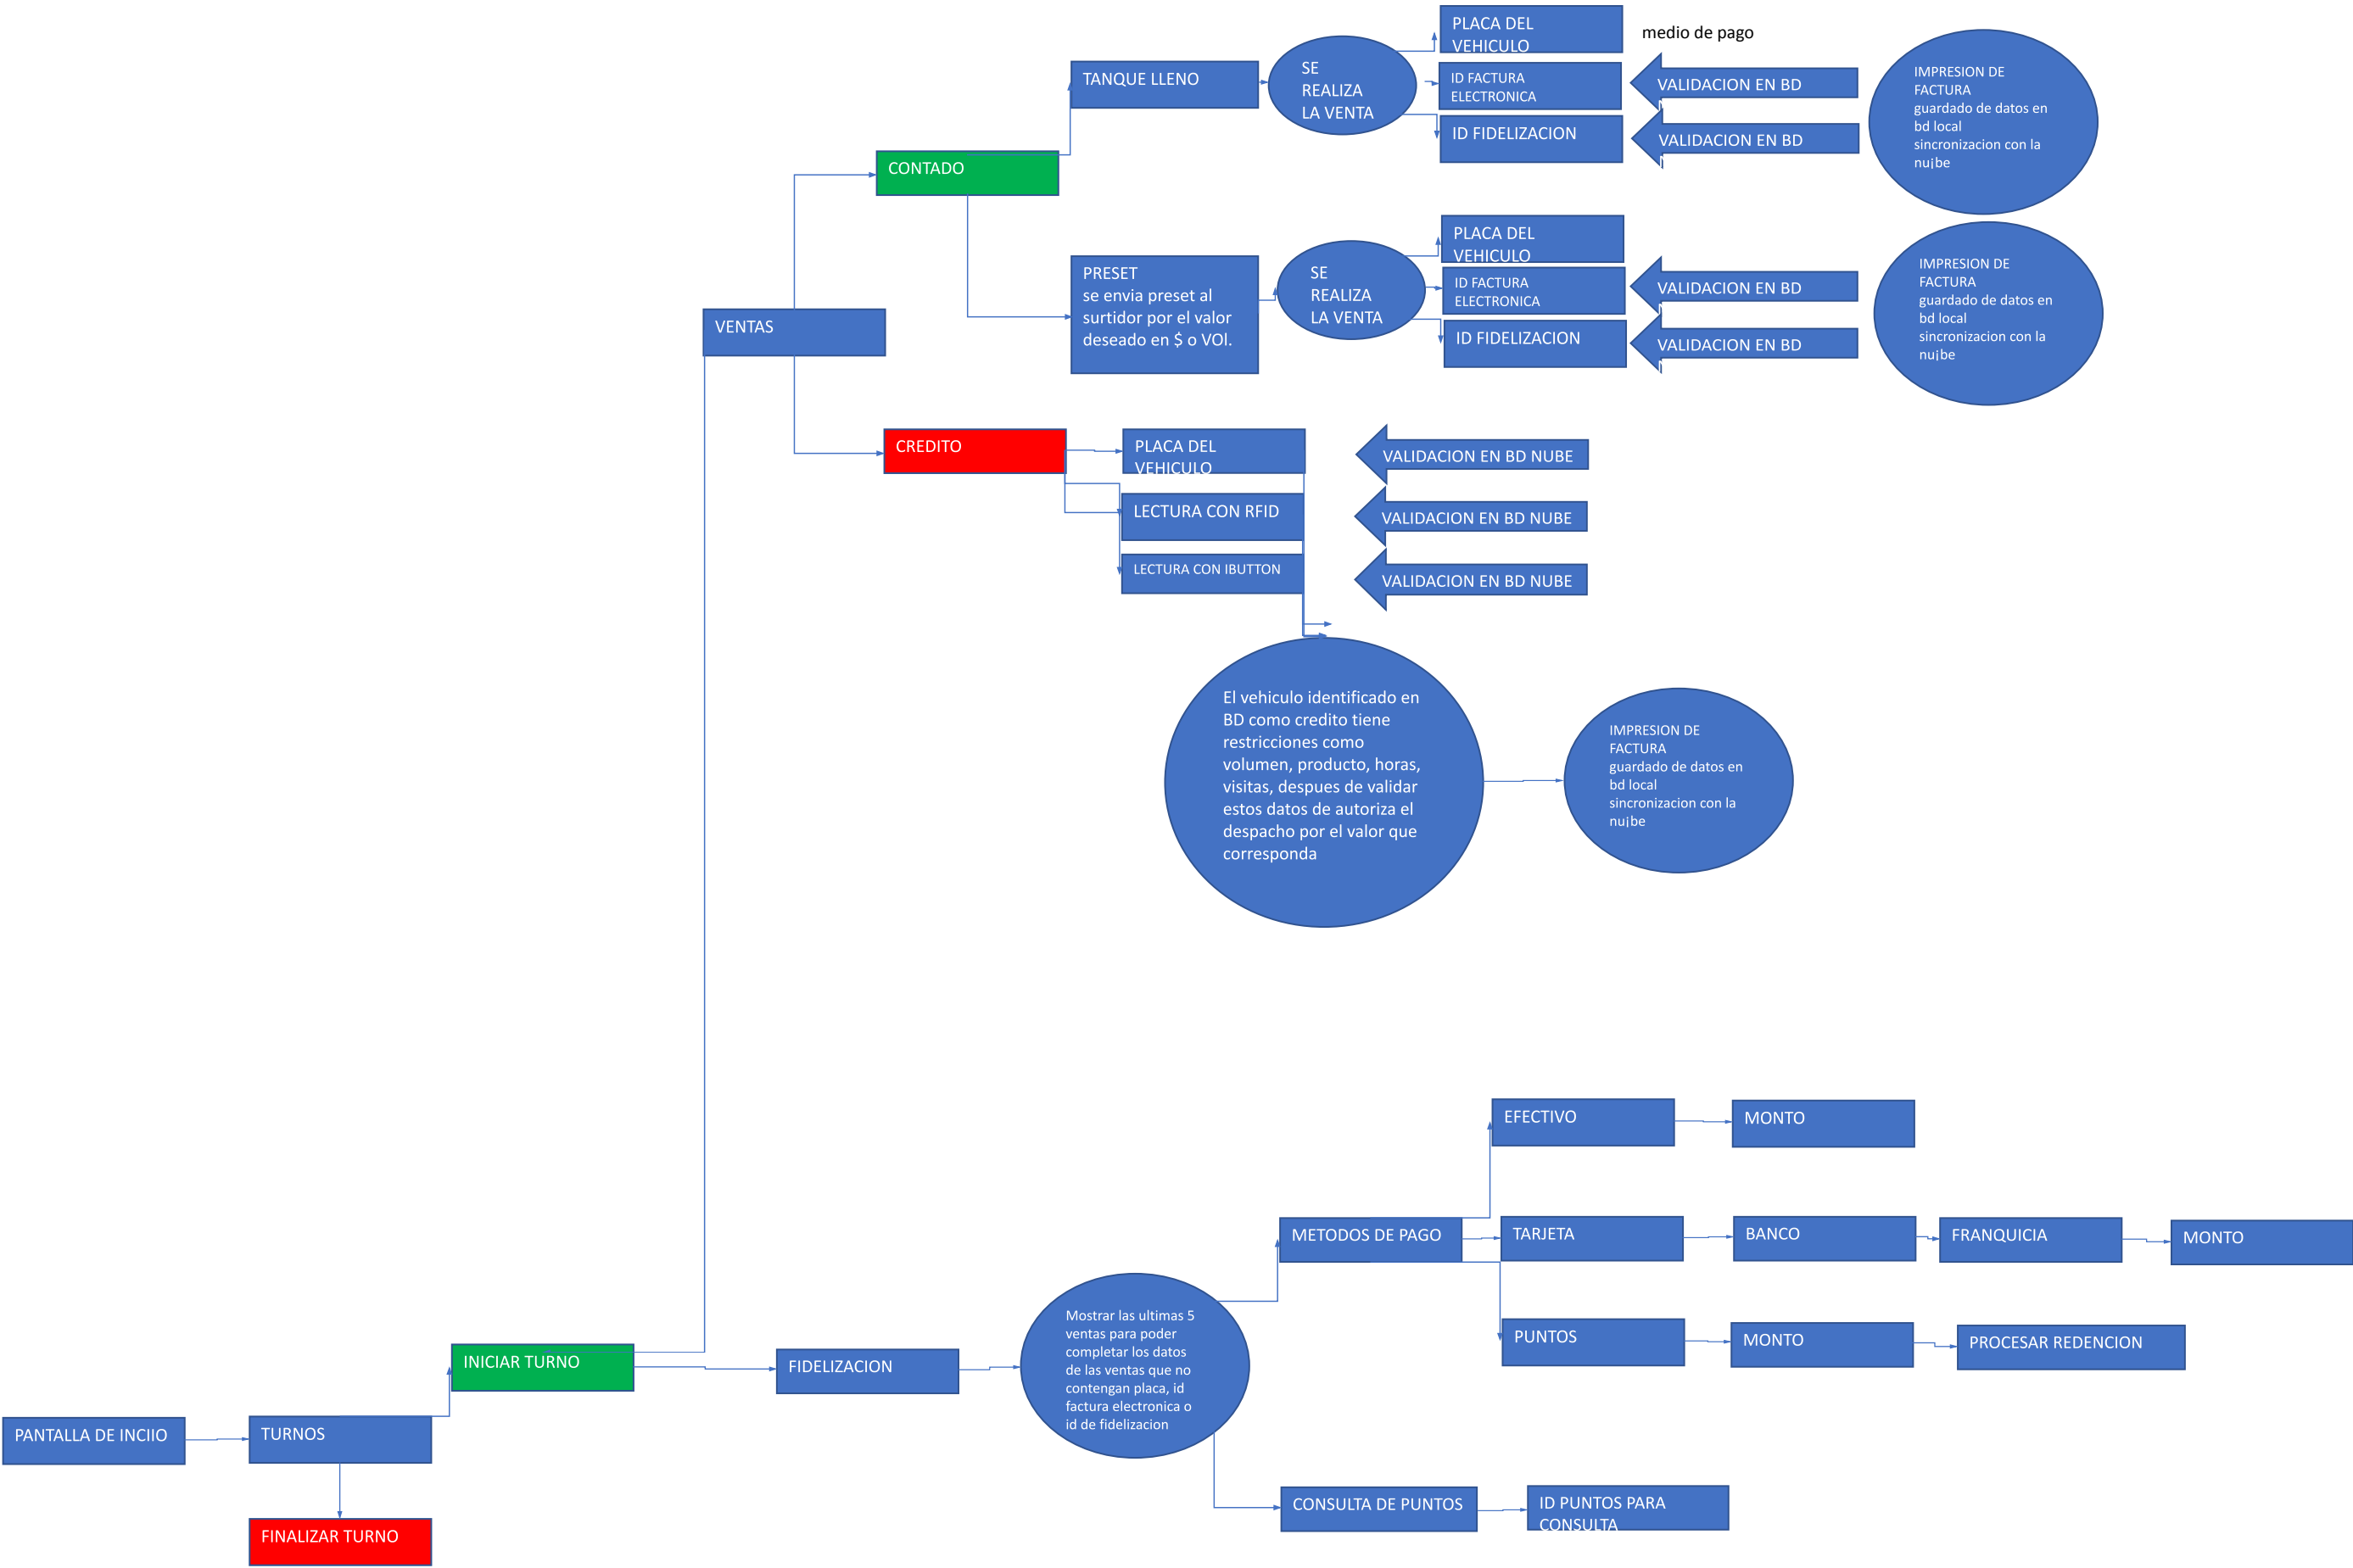 PLACA DEL
VEHICULO
medio de pago
TANQUE LLENO
SE
REALIZA
LA VENTA
ID FACTURA
ELECTRONICA
VALIDACION EN BD
ID FIDELIZACION
VALIDACION EN BD
IMPRESION DE
FACTURA
guardado de datos en
bd local
sincronizacion con la
nu¡be
CONTADO
PLACA DEL
VEHICULO
PRESET
se envia preset al
surtidor por el valor
deseado en $ o VOl.
SE
REALIZA
LA VENTA
ID FACTURA
ELECTRONICA
VALIDACION EN BD
ID FIDELIZACION
VALIDACION EN BD
IMPRESION DE
FACTURA
guardado de datos en
bd local
sincronizacion con la
nu¡be
VENTAS
CREDITO
PLACA DEL
VEHICULO
VALIDACION EN BD NUBE
LECTURA CON RFID
VALIDACION EN BD NUBE
LECTURA CON IBUTTON
VALIDACION EN BD NUBE
El vehiculo identificado en
BD como credito tiene
restricciones como
volumen, producto, horas,
visitas, despues de validar
estos datos de autoriza el
despacho por el valor que
corresponda
IMPRESION DE
FACTURA
guardado de datos en
bd local
sincronizacion con la
nu¡be
EFECTIVO
MONTO
METODOS DE PAGO
TARJETA
BANCO
FRANQUICIA
MONTO
PUNTOS
MONTO
PROCESAR REDENCION
Mostrar las ultimas 5
ventas para poder
completar los datos
de las ventas que no
contengan placa, id
factura electronica o
id de fidelizacion
INICIAR TURNO
FIDELIZACION
PANTALLA DE INCIIO
TURNOS
CONSULTA DE PUNTOS
ID PUNTOS PARA
CONSULTA
FINALIZAR TURNO